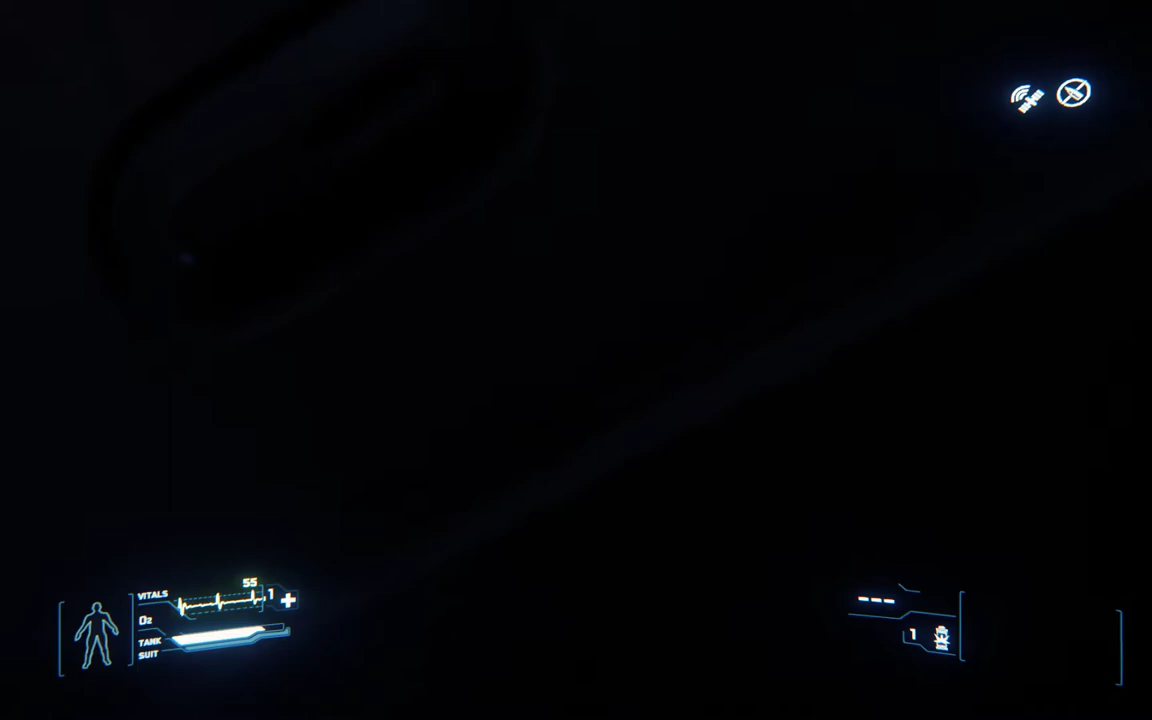 55
VITALS
1
O2
TANK
SUIT
---
1